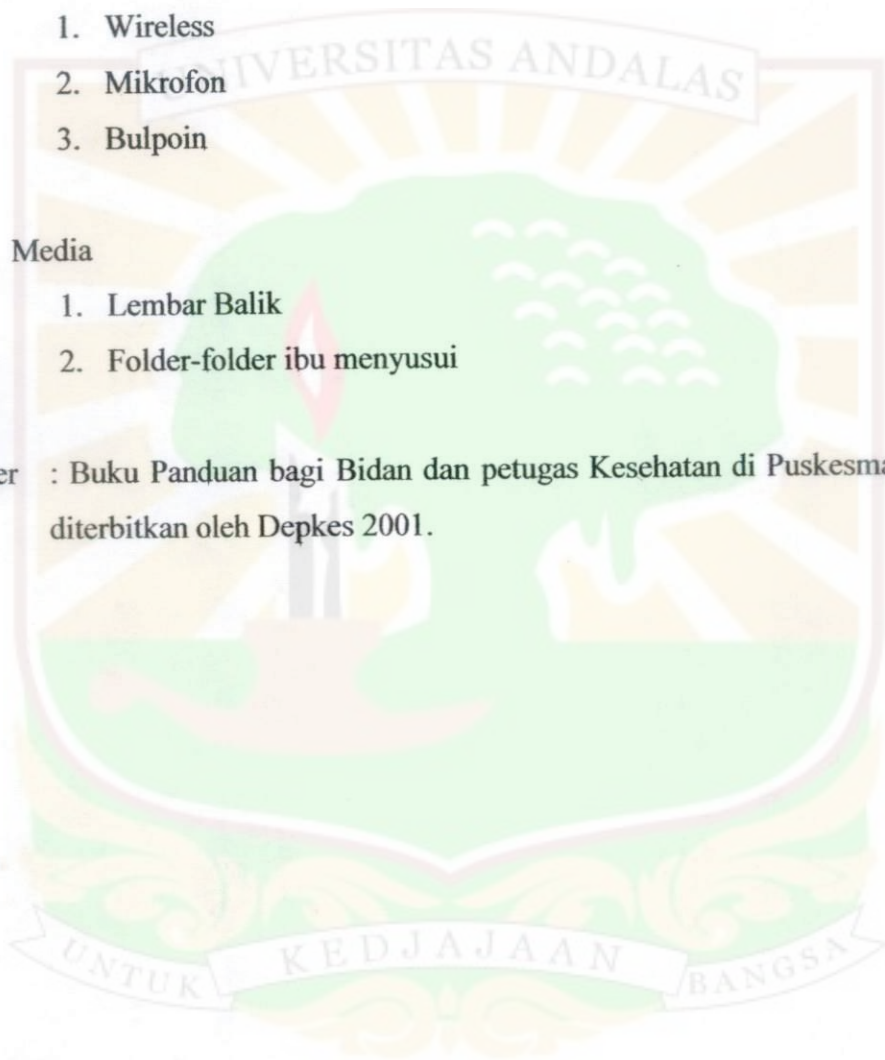 1. Wireless
UNIVERSITAS ANDALAS
2. Mikrofon
3. Bulpoin
Media
1. Lembar Balik
2. Folder-folder ibu menyusui
er : Buku Panduan bagi Bidan dan petugas Kesehatan di Puskesma
diterbitkan oleh Depkes 2001.
UNTUK KEDJAJAAN BANGSA